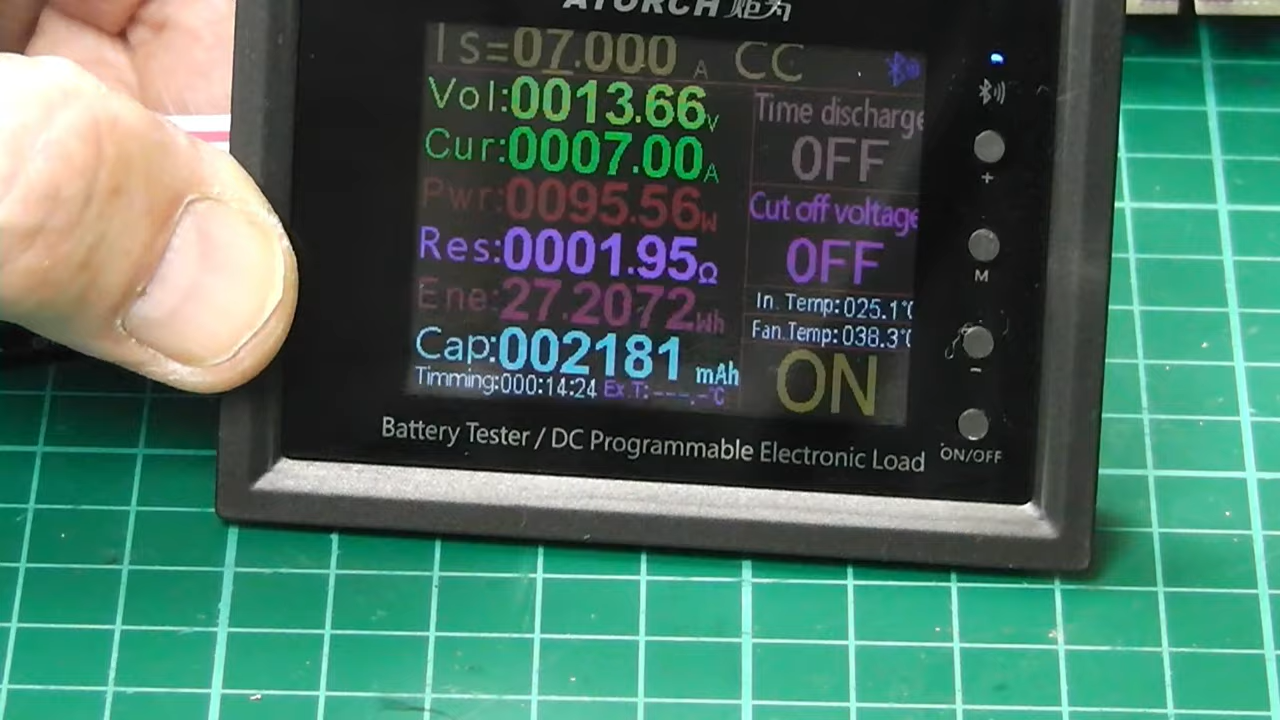 ATORCH 炬为
Is=07.000 A CC
Vol:0013.66V
Cur:0007.00A
Pwr:0095.56W
Res:0001.95Ω
Ene:27.2072Wh
Cap:002181 mAh
Timming:000:14:24 Ex.T:---.-°C
Time discharge
OFF
Cut off voltage
OFF
In. Temp:025.1°C
Fan.Temp:038.3°C
ON
+
M
-
ON/OFF
Battery Tester / DC Programmable Electronic Load